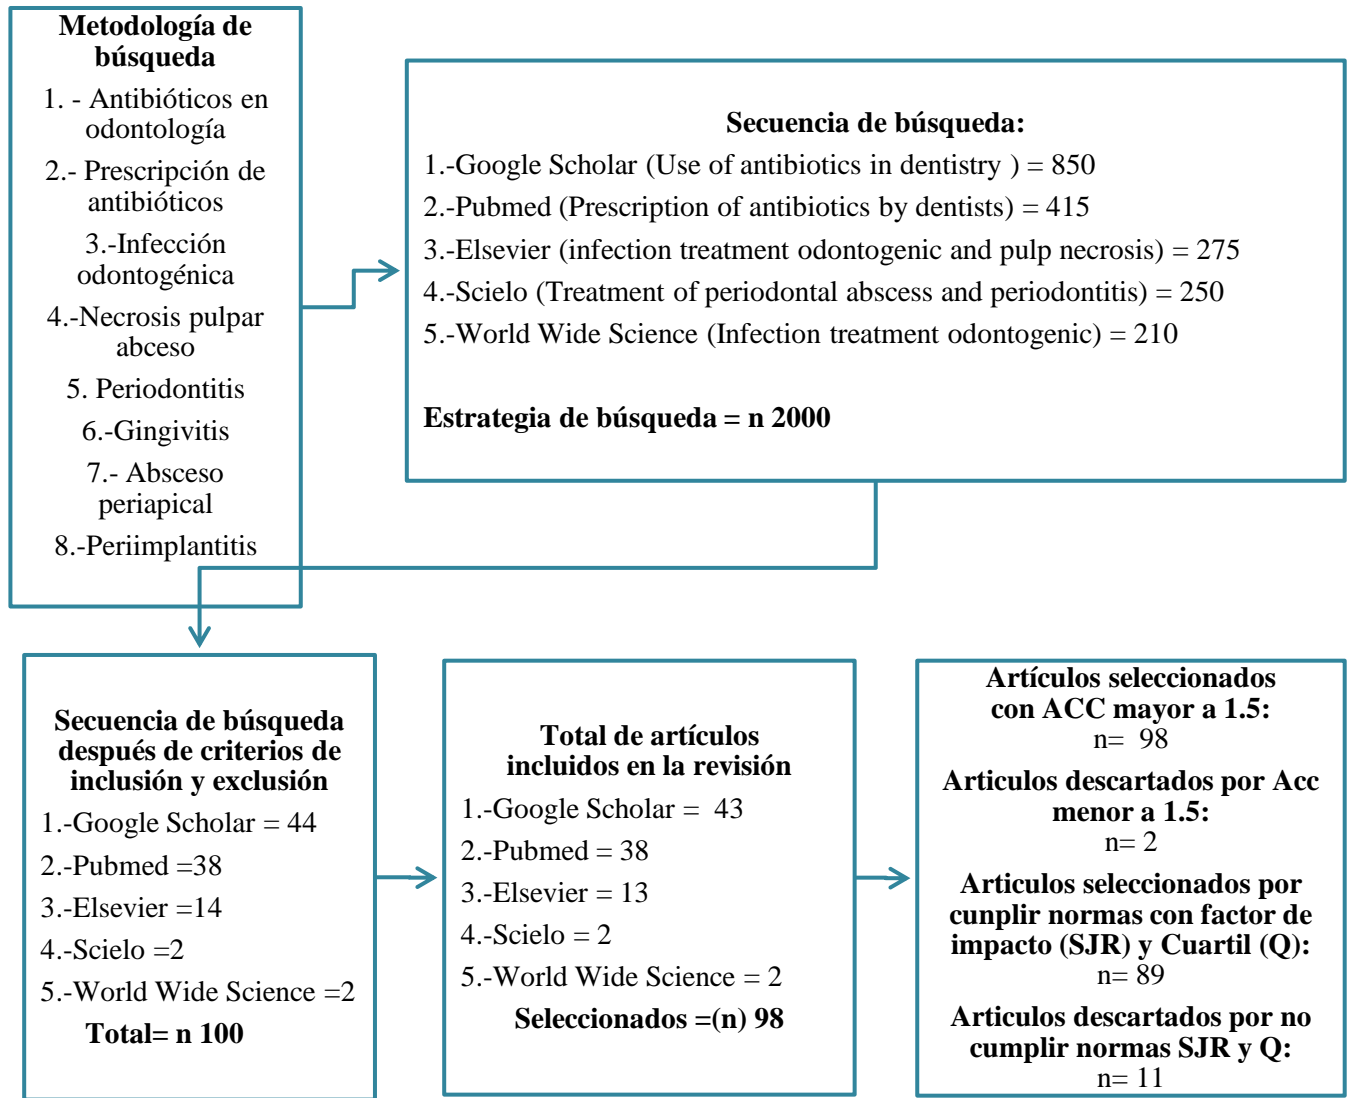 Metodología de
búsqueda
1. - Antibióticos en
odontología
2.- Prescripción de
antibióticos
3.-Infección
odontogénica
4.-Necrosis pulpar
abceso
5. Periodontitis
6.-Gingivitis
7.- Absceso
periapical
8.-Periimplantitis
Secuencia de búsqueda:
1.-Google Scholar (Use of antibiotics in dentistry ) = 850
2.-Pubmed (Prescription of antibiotics by dentists) = 415
3.-Elsevier (infection treatment odontogenic and pulp necrosis) = 275
4.-Scielo (Treatment of periodontal abscess and periodontitis) = 250
5.-World Wide Science (Infection treatment odontogenic) = 210
Estrategia de búsqueda = n 2000
Secuencia de búsqueda
después de criterios de
inclusión y exclusión
1.-Google Scholar = 44
2.-Pubmed =38
3.-Elsevier =14
4.-Scielo =2
5.-World Wide Science =2
Total= n 100
Total de artículos
incluidos en la revisión
1.-Google Scholar = 43
2.-Pubmed = 38
3.-Elsevier = 13
4.-Scielo = 2
5.-World Wide Science = 2
Seleccionados =(n) 98
Artículos seleccionados
con ACC mayor a 1.5:
n= 98
Articulos descartados por Acc
menor a 1.5:
n= 2
Articulos seleccionados por
cunplir normas con factor de
impacto (SJR) y Cuartil (Q):
n= 89
Articulos descartados por no
cumplir normas SJR y Q:
n= 11